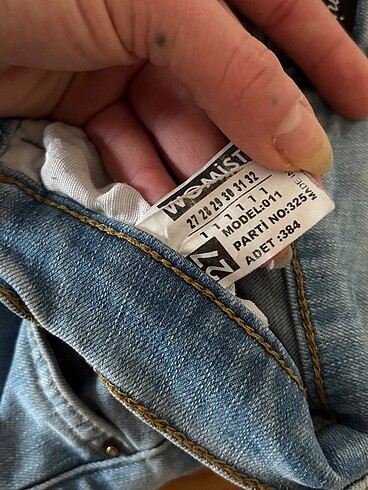 WOMIST
27 28 29 30 31 32
1 1 1 1 1 1
MODEL:011
PARTI NO:325
ADET :384
27